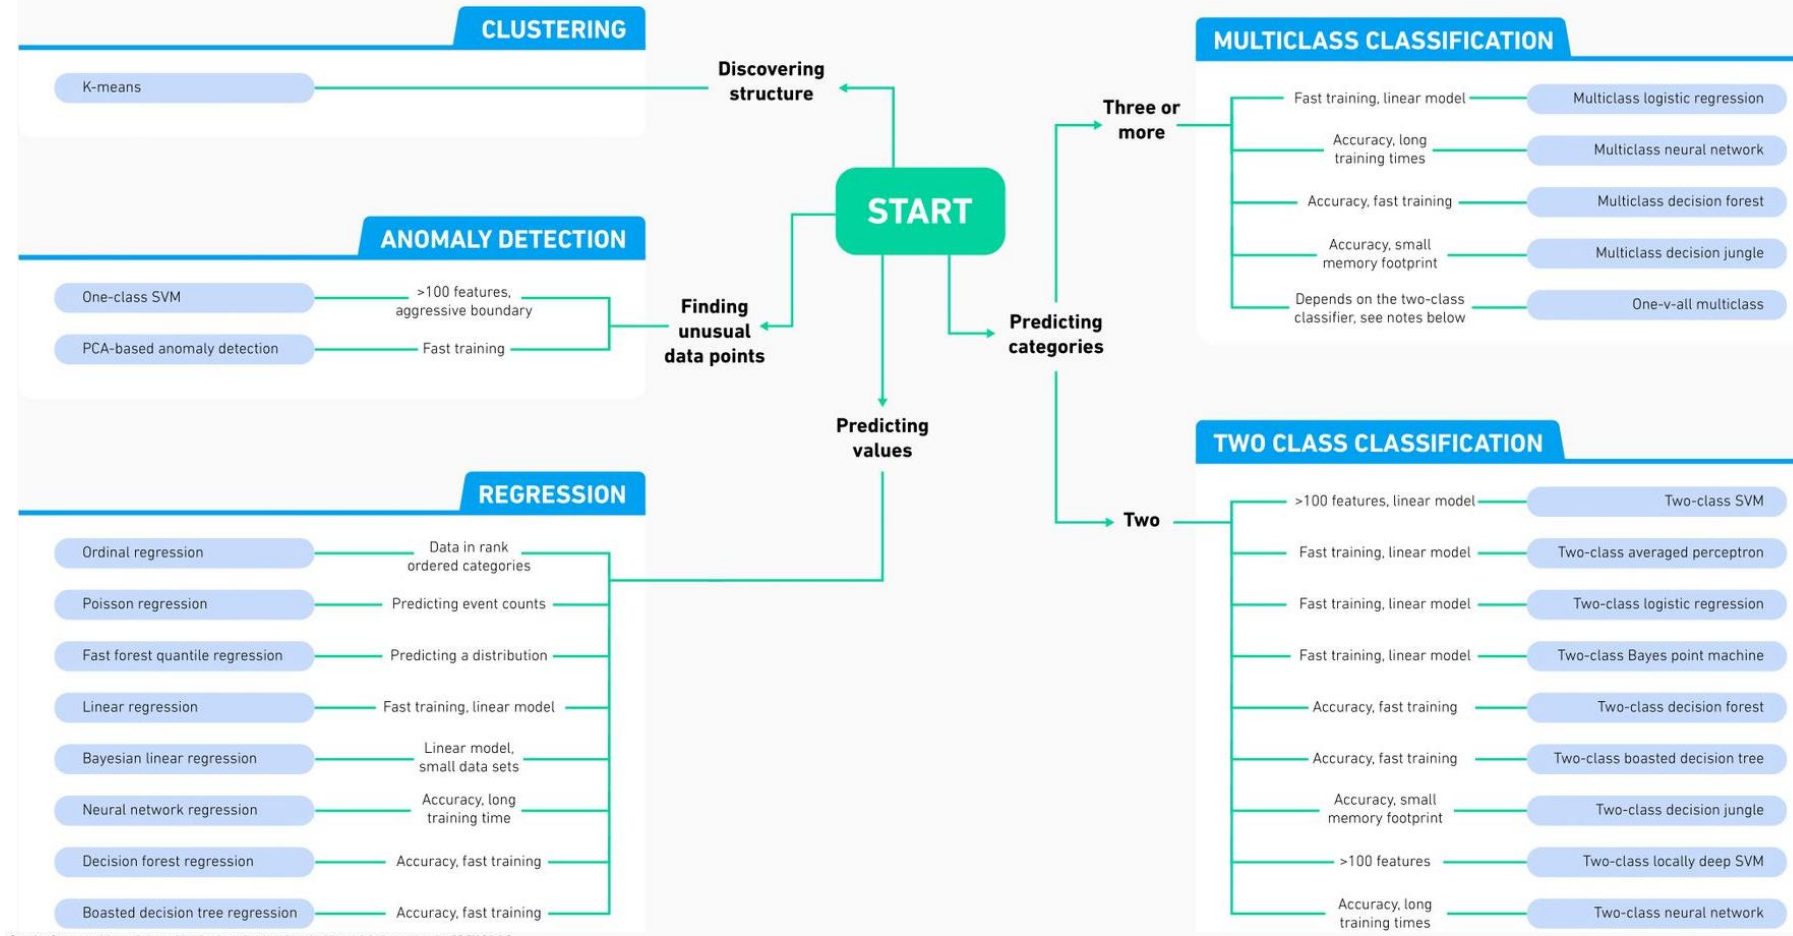 CLUSTERING
K-means
Discovering
structure
START
ANOMALY DETECTION
One-class SVM
>100 features,
aggressive boundary
PCA-based anomaly detection
Fast training
Finding
unusual
data points
Predicting
values
REGRESSION
Ordinal regression
Data in rank
ordered categories
Poisson regression
Predicting event counts
Fast forest quantile regression
Predicting a distribution
Linear regression
Fast training, linear model
Bayesian linear regression
Linear model,
small data sets
Neural network regression
Accuracy, long
training time
Decision forest regression
Accuracy, fast training
Boasted decision tree regression
Accuracy, fast training
Predicting
categories
Three or
more
MULTICLASS CLASSIFICATION
Fast training, linear model
Multiclass logistic regression
Accuracy, long
training times
Multiclass neural network
Accuracy, fast training
Multiclass decision forest
Accuracy, small
memory footprint
Multiclass decision jungle
Depends on the two-class
classifier, see notes below
One-v-all multiclass
Two
TWO CLASS CLASSIFICATION
>100 features, linear model
Two-class SVM
Fast training, linear model
Two-class averaged perceptron
Fast training, linear model
Two-class logistic regression
Fast training, linear model
Two-class Bayes point machine
Accuracy, fast training
Two-class decision forest
Accuracy, fast training
Two-class boasted decision tree
Accuracy, small
memory footprint
Two-class decision jungle
>100 features
Two-class locally deep SVM
Accuracy, long
training times
Two-class neural network